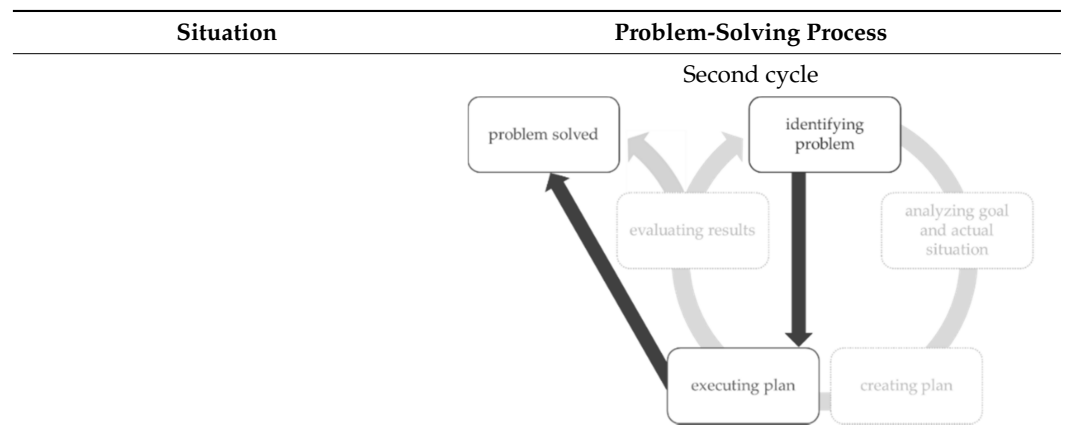 Situation
Problem-Solving Process
Second cycle
problem solved
identifying
problem
evaluating results
analyzing goal
and actual
situation
executing plan
creating plan